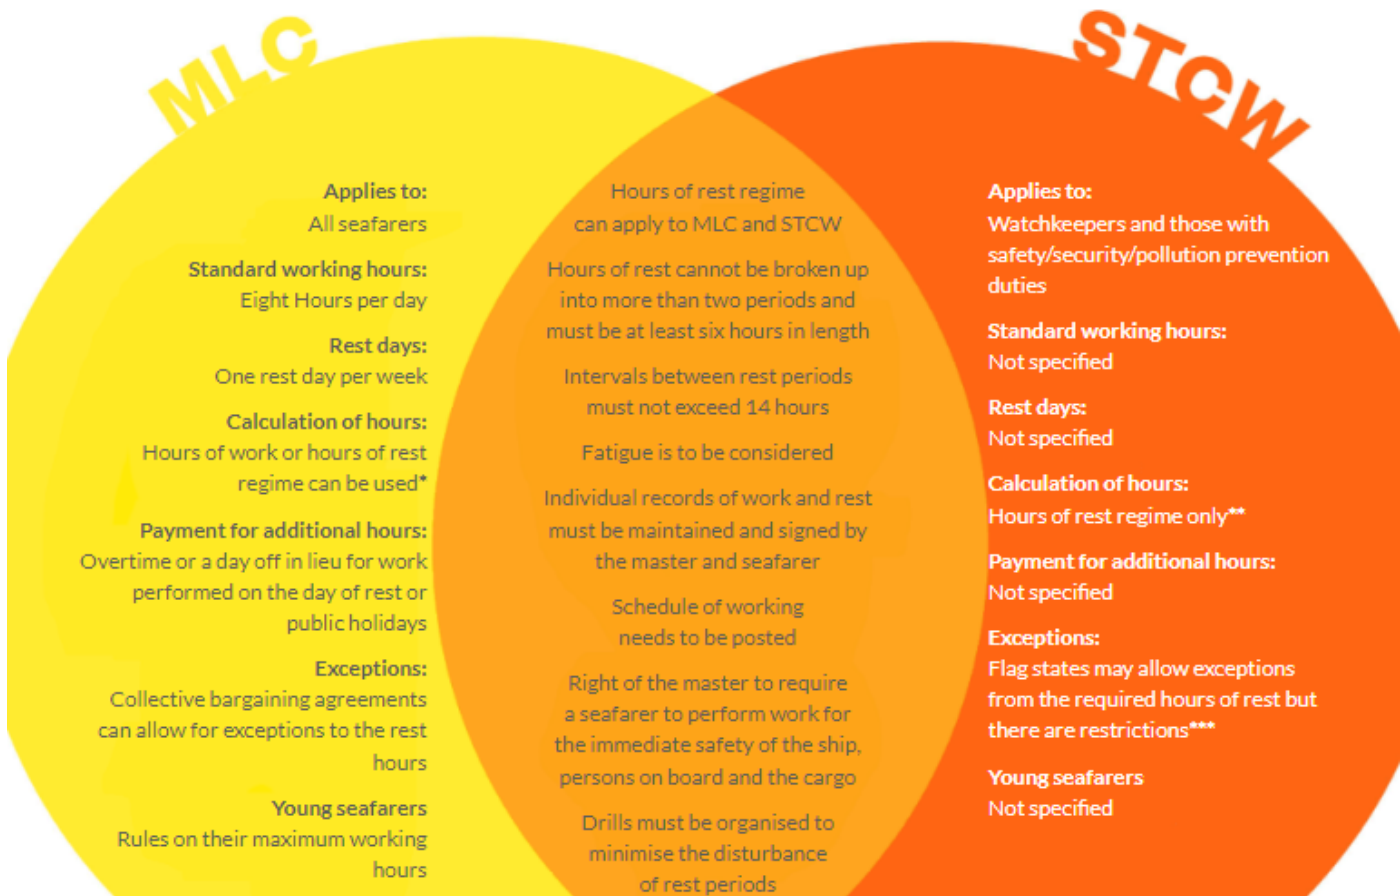 MLC
STCW
Applies to:
All seafarers
Standard working hours:
Eight Hours per day
Rest days:
One rest day per week
Calculation of hours:
Hours of work or hours of rest
regime can be used*
Payment for additional hours:
Overtime or a day off in lieu for work
performed on the day of rest or
public holidays
Exceptions:
Collective bargaining agreements
can allow for exceptions to the rest
hours
Young seafarers
Rules on their maximum working
hours
Hours of rest regime
can apply to MLC and STCW
Hours of rest cannot be broken up
into more than two periods and
must be at least six hours in length
Intervals between rest periods
must not exceed 14 hours
Fatigue is to be considered
Individual records of work and rest
must be maintained and signed by
the master and seafarer
Schedule of working
needs to be posted
Right of the master to require
a seafarer to perform work for
the immediate safety of the ship,
persons on board and the cargo
Drills must be organised to
minimise the disturbance
of rest periods
Applies to:
Watchkeepers and those with
safety/security/pollution prevention
duties
Standard working hours:
Not specified
Rest days:
Not specified
Calculation of hours:
Hours of rest regime only**
Payment for additional hours:
Not specified
Exceptions:
Flag states may allow exceptions
from the required hours of rest but
there are restrictions***
Young seafarers
Not specified